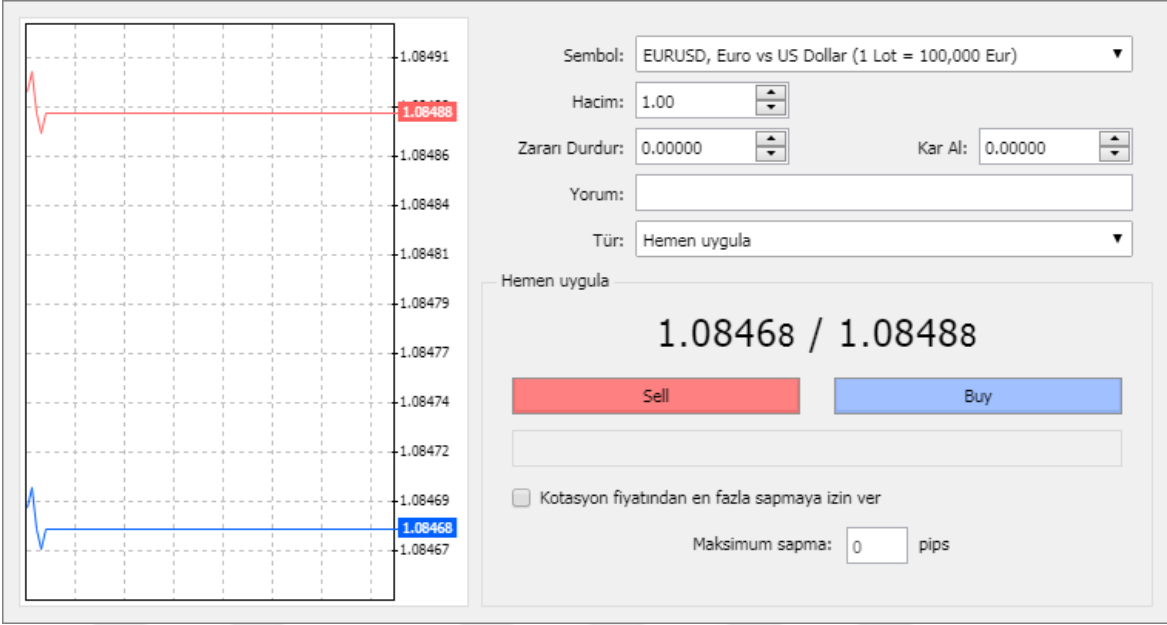 1.08491
1.08488
1.08486
1.08484
1.08481
1.08479
1.08477
1.08474
1.08472
1.08469
1.08468
1.08467
Sembol: EURUSD, Euro vs US Dollar (1 Lot = 100,000 Eur)
Hacim: 1.00
Zararı Durdur: 0.00000 Kar Al: 0.00000
Yorum:
Tür: Hemen uygula
Hemen uygula
1.08468 / 1.08488
Sell Buy
Kotasyon fiyatından en fazla sapmaya izin ver
Maksimum sapma: 0 pips